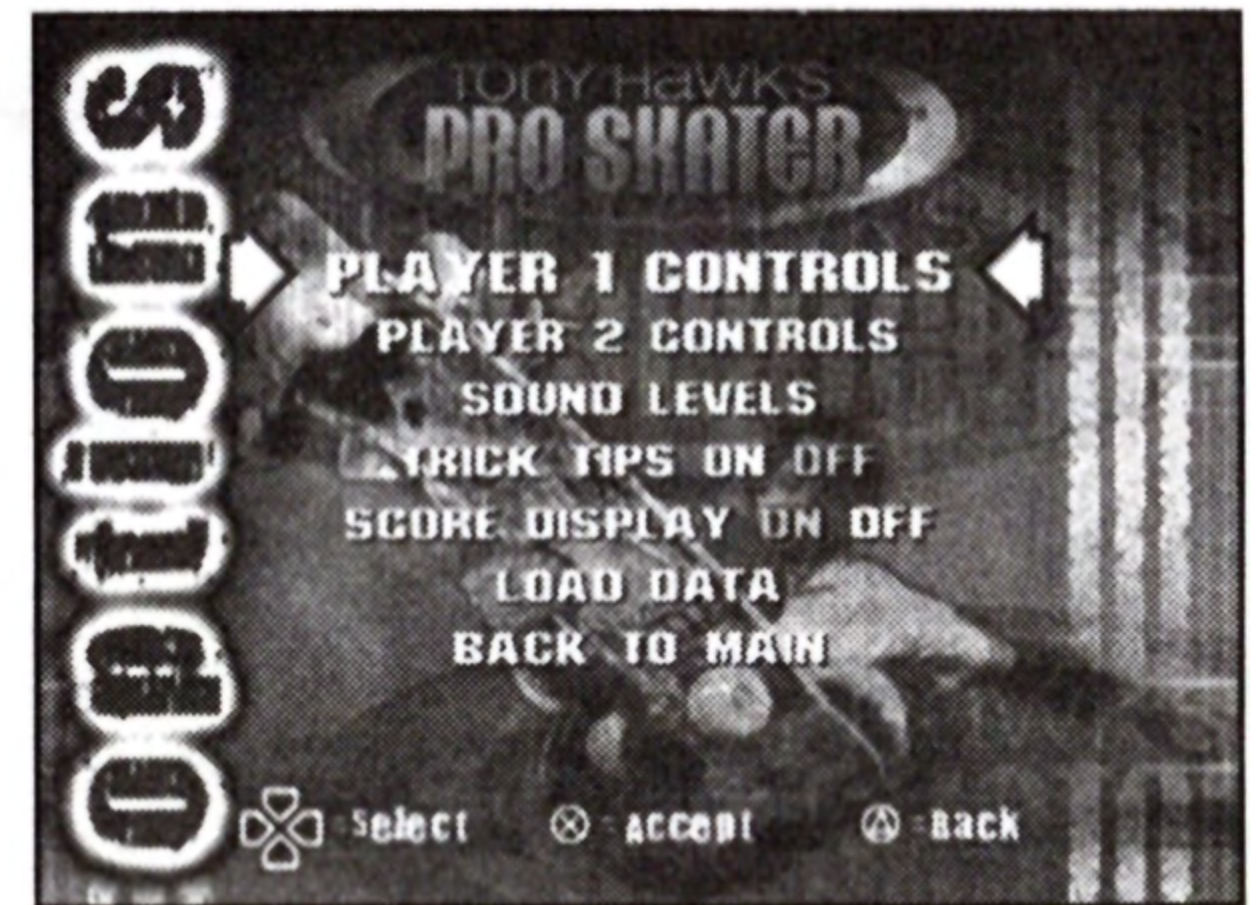 options
TONY HAWK'S
PRO SKATER
PLAYER 1 CONTROLS
PLAYER 2 CONTROLS
SOUND LEVELS
TRICK TIPS ON OFF
SCORE DISPLAY ON OFF
LOAD DATA
BACK TO MAIN
=Select =Accept =Back